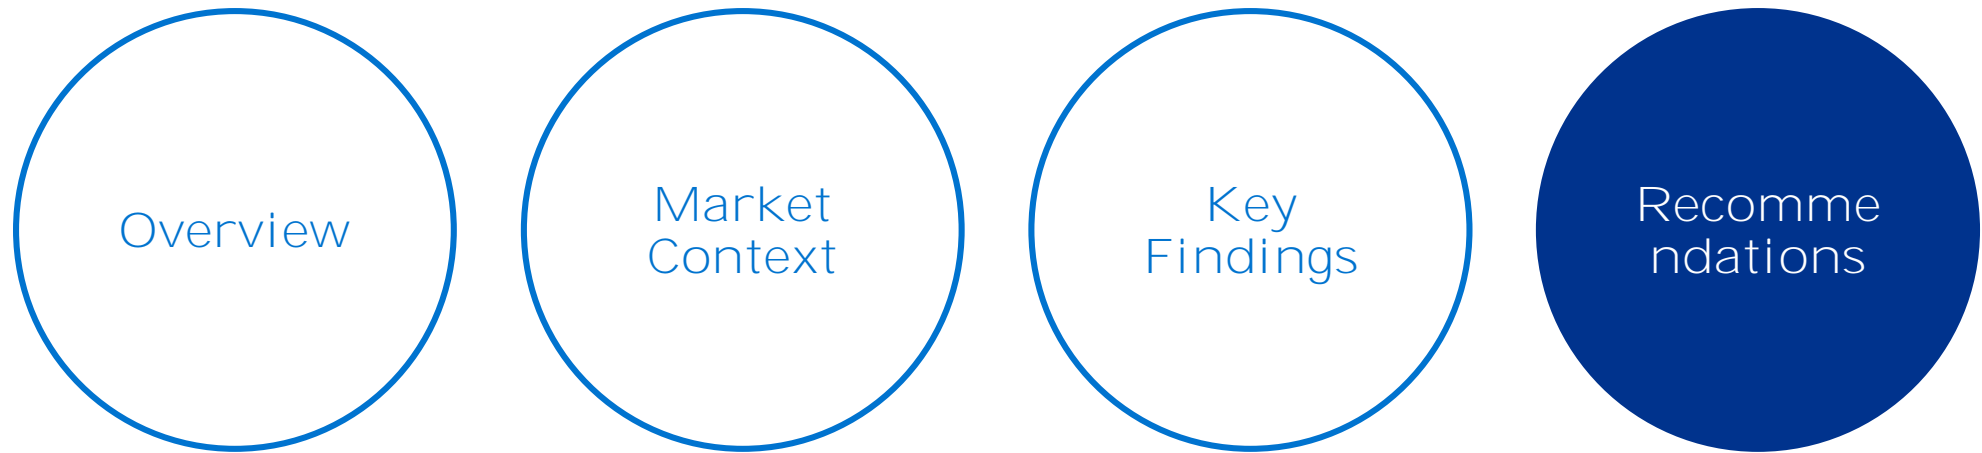 Overview
Market
Context
Key
Findings
Recomme
ndations